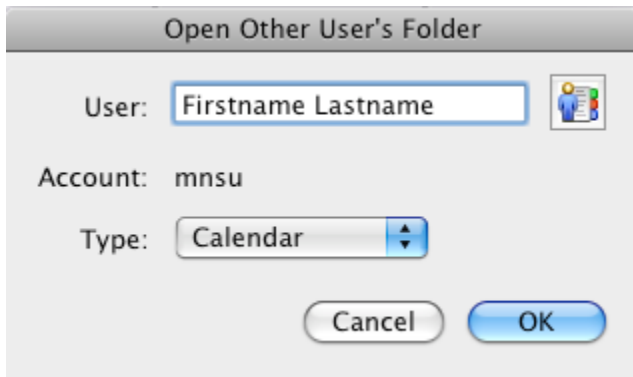 Open Other User's Folder
User: Firstname Lastname
Account: mnsu
Type: Calendar
Cancel OK